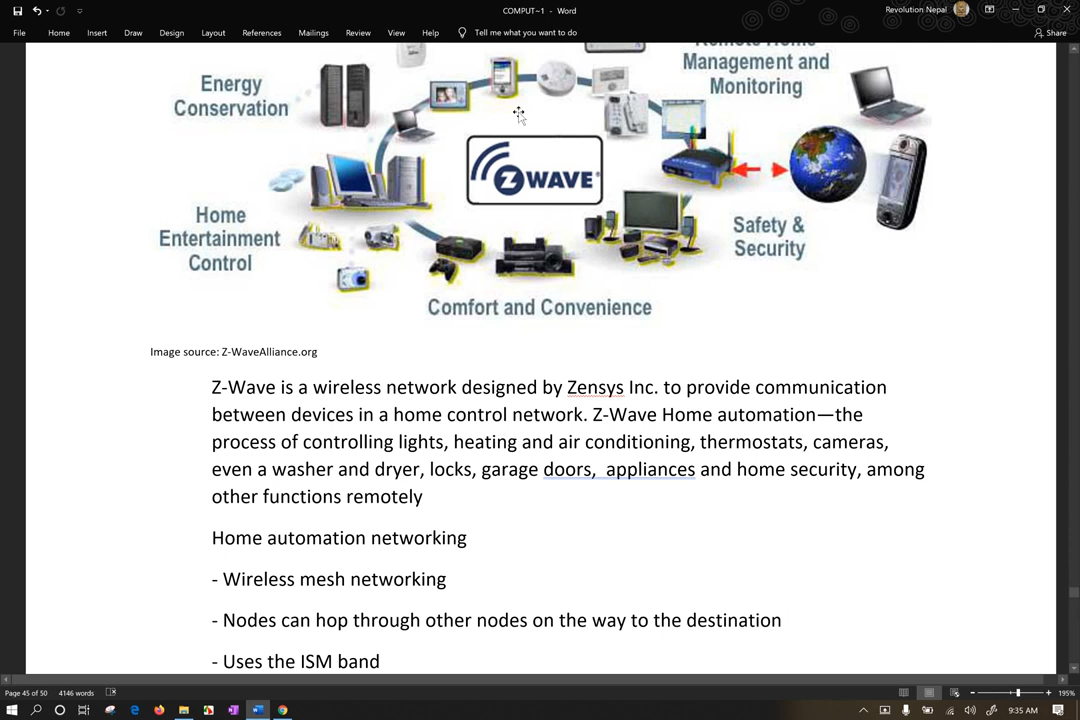 COMPUT~1 - Word
Revolution Nepal
File Home Insert Draw Design Layout References Mailings Review View Help Tell me what you want to do Share
Remote Home
Management and
Monitoring
Energy
Conservation
Z WAVE
Home
Entertainment
Control
Safety &
Security
Comfort and Convenience
Image source: Z-WaveAlliance.org
Z-Wave is a wireless network designed by Zensys Inc. to provide communication
between devices in a home control network. Z-Wave Home automation—the
process of controlling lights, heating and air conditioning, thermostats, cameras,
even a washer and dryer, locks, garage doors,  appliances and home security, among
other functions remotely
Home automation networking
- Wireless mesh networking
- Nodes can hop through other nodes on the way to the destination
- Uses the ISM band
Page 45 of 50 4146 words 195%
9:35 AM